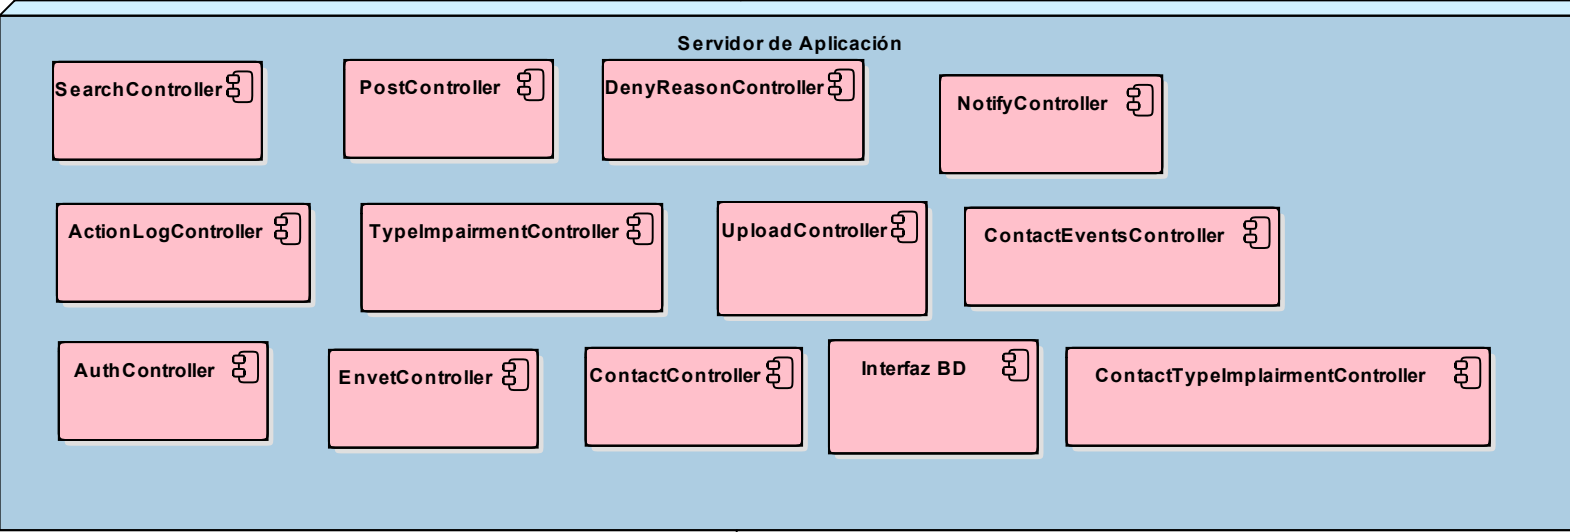 Servidor de Aplicación
SearchController
PostController
DenyReasonController
NotifyController
ActionLogController
TypeImpairmentController
UploadController
ContactEventsController
AuthController
EnvetController
ContactController
Interfaz BD
ContactTypeImplairmentController